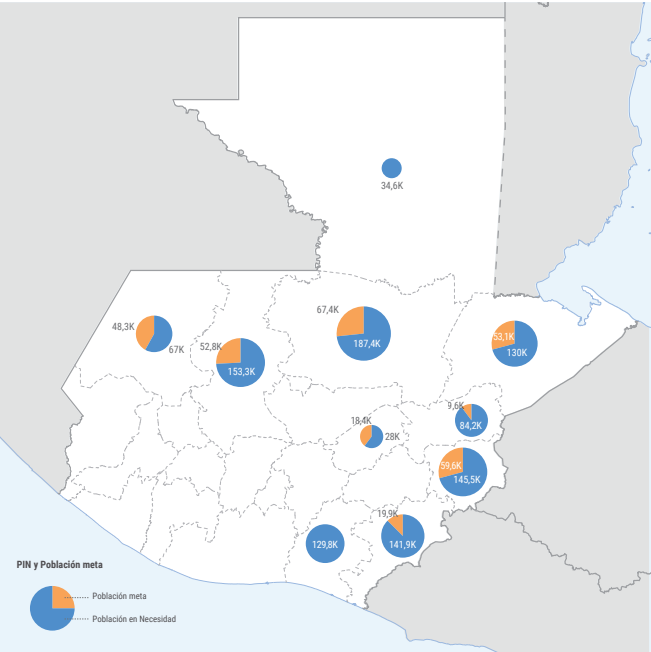 34,6K
67,4K
187,4K
48,3K
67K
52,8K
153,3K
53,1K
130K
9,6K
84,2K
18,4K
28K
59,6K
145,5K
19,9K
141,9K
129,8K
PIN y Población meta
Población meta
Población en Necesidad